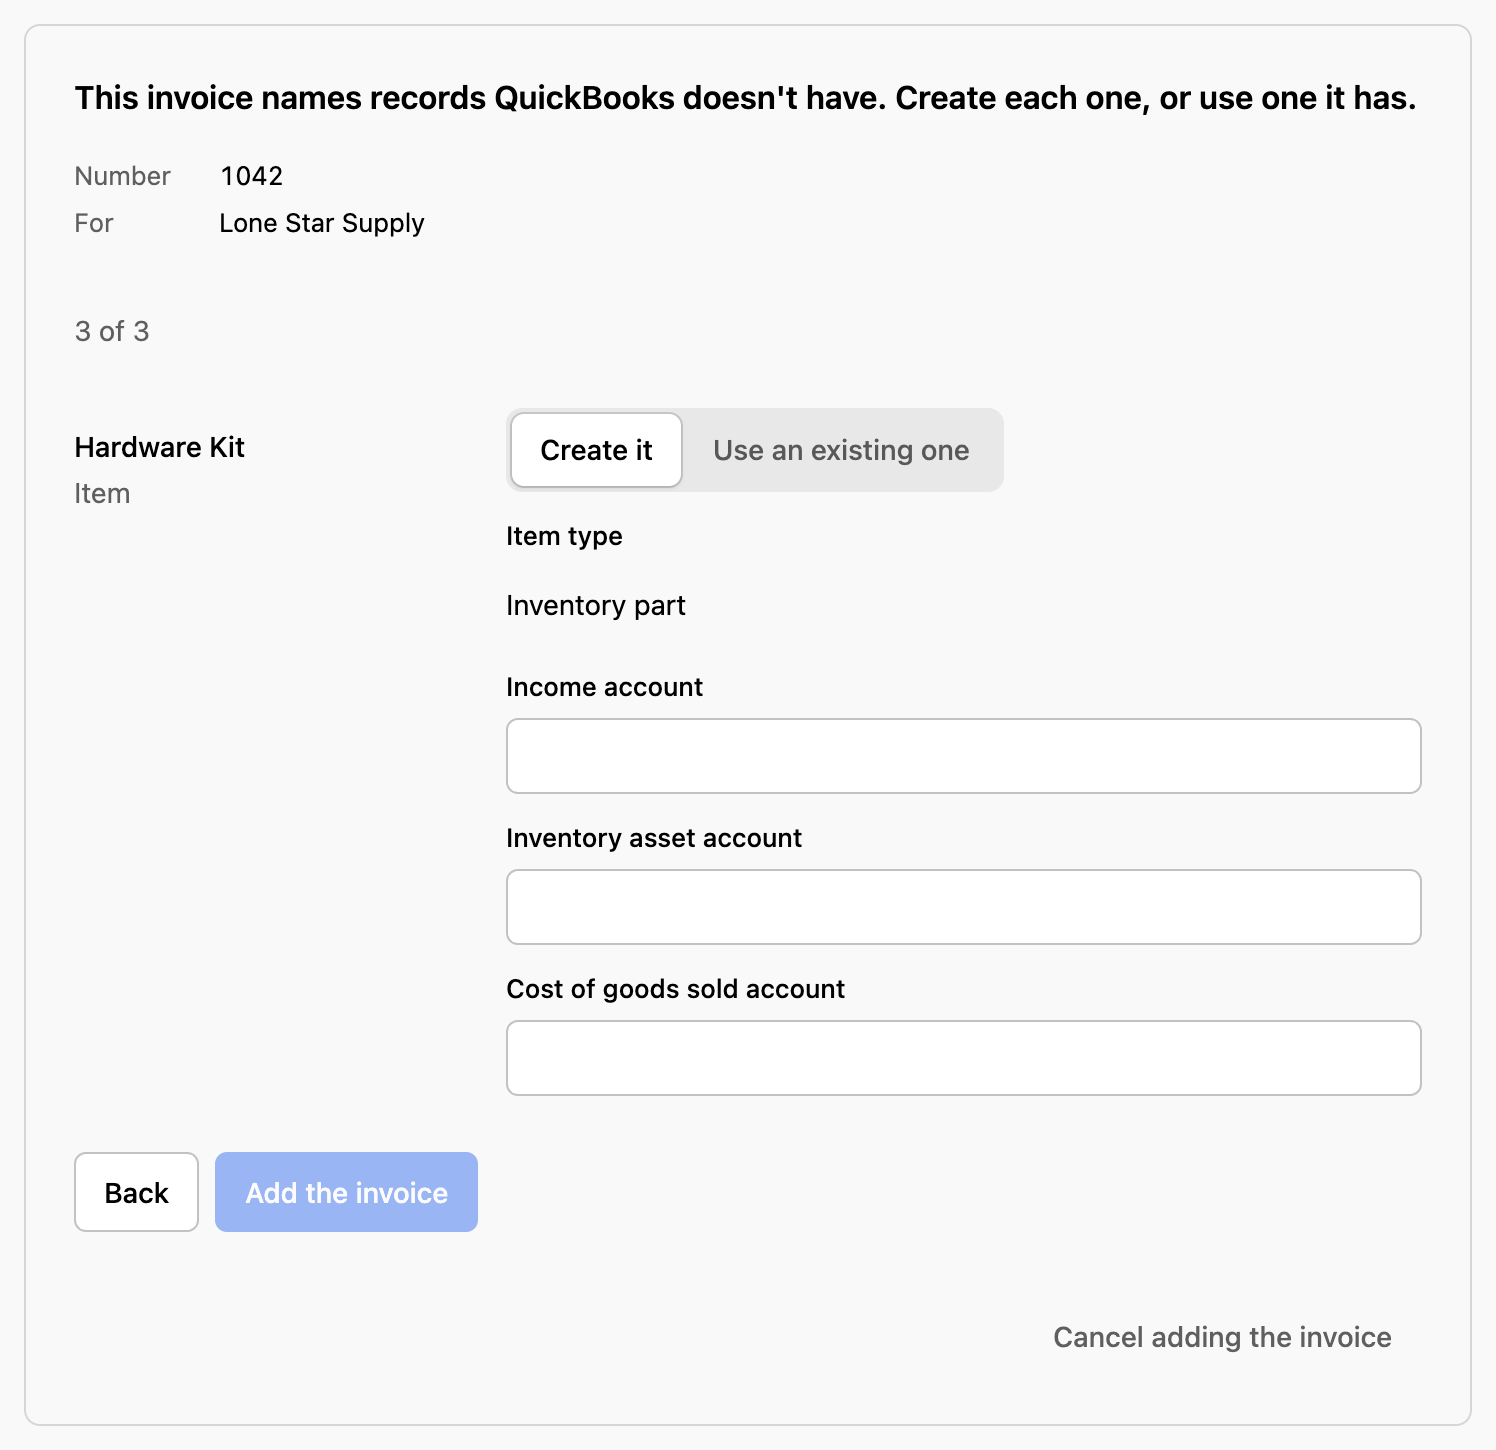 This invoice names records QuickBooks doesn't have. Create each one, or use one it has.
Number 1042
For Lone Star Supply
3 of 3
Hardware Kit
Item
Create it Use an existing one
Item type
Inventory part
Income account
Inventory asset account
Cost of goods sold account
Back Add the invoice
Cancel adding the invoice